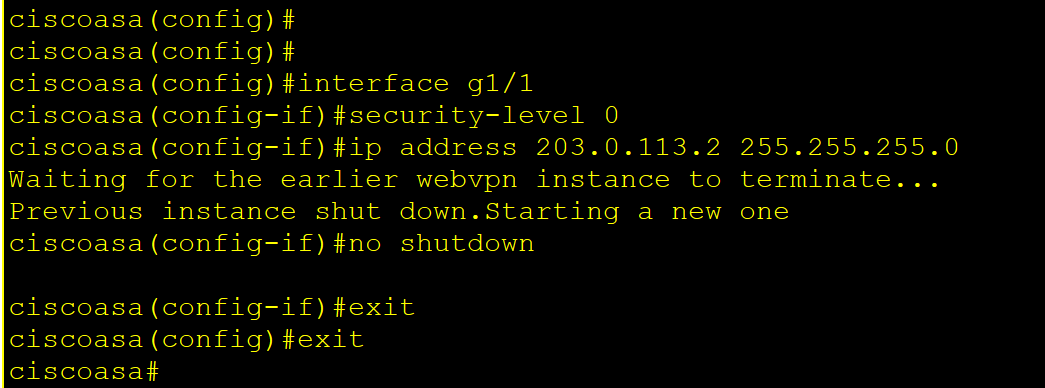 ciscoasa(config)#
ciscoasa(config)#
ciscoasa(config)#interface g1/1
ciscoasa(config-if)#security-level 0
ciscoasa(config-if)#ip address 203.0.113.2 255.255.255.0
Waiting for the earlier webvpn instance to terminate...
Previous instance shut down.Starting a new one
ciscoasa(config-if)#no shutdown
ciscoasa(config-if)#exit
ciscoasa(config)#exit
ciscoasa#